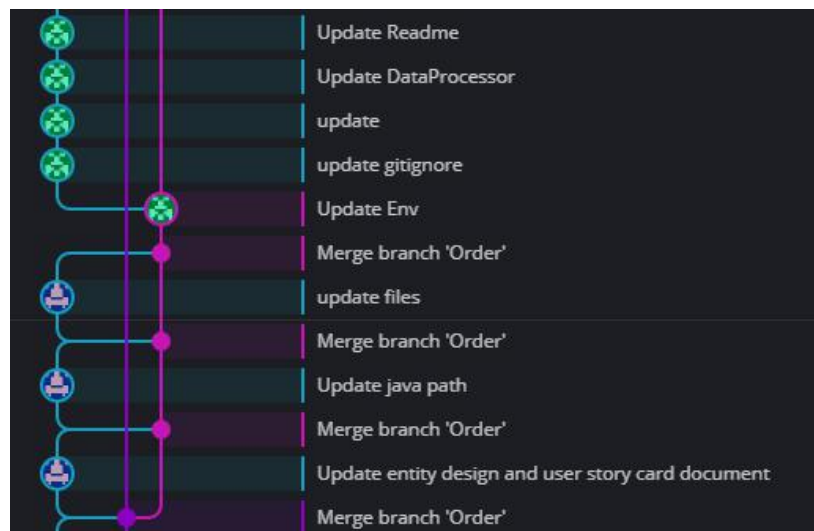 Update Readme
Update DataProcessor
update
update gitignore
Update Env
Merge branch 'Order'
update files
Merge branch 'Order'
Update java path
Merge branch 'Order'
Update entity design and user story card document
Merge branch 'Order'